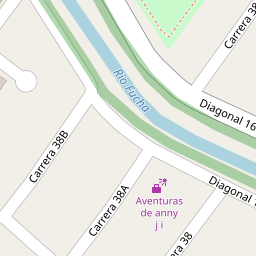 Carrera 38
Río Fucha
Diagonal 16
Carrera 38B
Carrera 38A
Diagonal 1
Aventuras
de anny
j i
Carrera 38